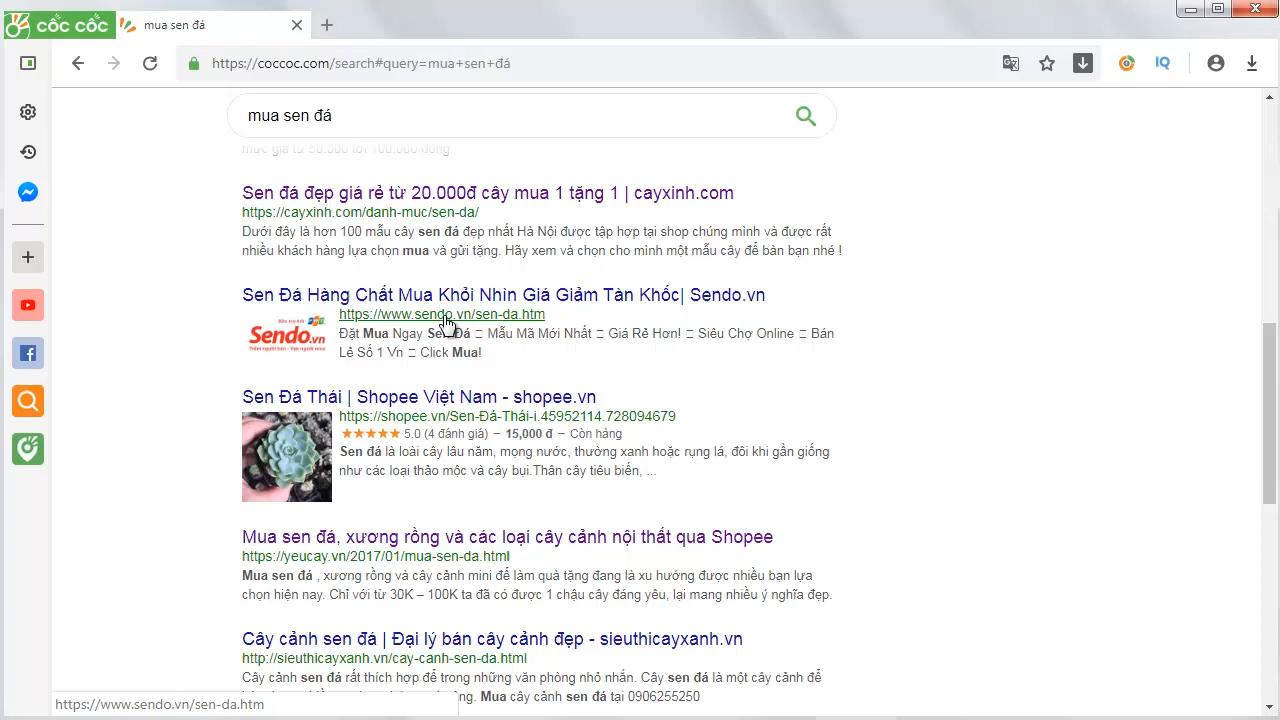 cốc cốc
mua sen đá
https://coccoc.com/search#query=mua+sen+đá
IQ
mua sen đá
mức giá từ 50.000 tới 100.000 đồng.
Sen đá đẹp giá rẻ từ 20.000đ cây mua 1 tặng 1 | cayxinh.com
https://cayxinh.com/danh-muc/sen-da/
Dưới đây là hơn 100 mẫu cây sen đá đẹp nhất Hà Nội được tập hợp tại shop chúng mình và được rất
nhiều khách hàng lựa chọn mua và gửi tặng. Hãy xem và chọn cho mình một mẫu cây để bàn bạn nhé !
Sen Đá Hàng Chất Mua Khỏi Nhìn Giá Giảm Tàn Khốc| Sendo.vn
https://www.sendo.vn/sen-da.htm
Sendo.vn
Đặt Mua Ngay Sen Đá □ Mẫu Mã Mới Nhất □ Giá Rẻ Hơn! □ Siêu Chợ Online □ Bán
Lẻ Số 1 Vn □ Click Mua!
Sen Đá Thái | Shopee Việt Nam - shopee.vn
https://shopee.vn/Sen-Đá-Thái-i.45952114.728094679
★★★★★ 5.0 (4 đánh giá) – 15,000 đ – Còn hàng
Sen đá là loài cây lâu năm, mọng nước, thường xanh hoặc rụng lá, đôi khi gần giống
như các loại thảo mộc và cây bụi.Thân cây tiêu biến, ...
Mua sen đá, xương rồng và các loại cây cảnh nội thất qua Shopee
https://yeucay.vn/2017/01/mua-sen-da.html
Mua sen đá , xương rồng và cây cảnh mini để làm quà tặng đang là xu hướng được nhiều bạn lựa
chọn hiện nay. Chỉ với từ 30K – 100K ta đã có được 1 chậu cây đáng yêu, lại mang nhiều ý nghĩa đẹp.
Cây cảnh sen đá | Đại lý bán cây cảnh đẹp - sieuthicayxanh.vn
http://sieuthicayxanh.vn/cay-canh-sen-da.html
Cây cảnh sen đá rất thích hợp để trong những văn phòng nhỏ nhắn. Cây sen đá là một cây cảnh để
Mua cây cảnh sen đá tại 0906255250
https://www.sendo.vn/sen-da.htm